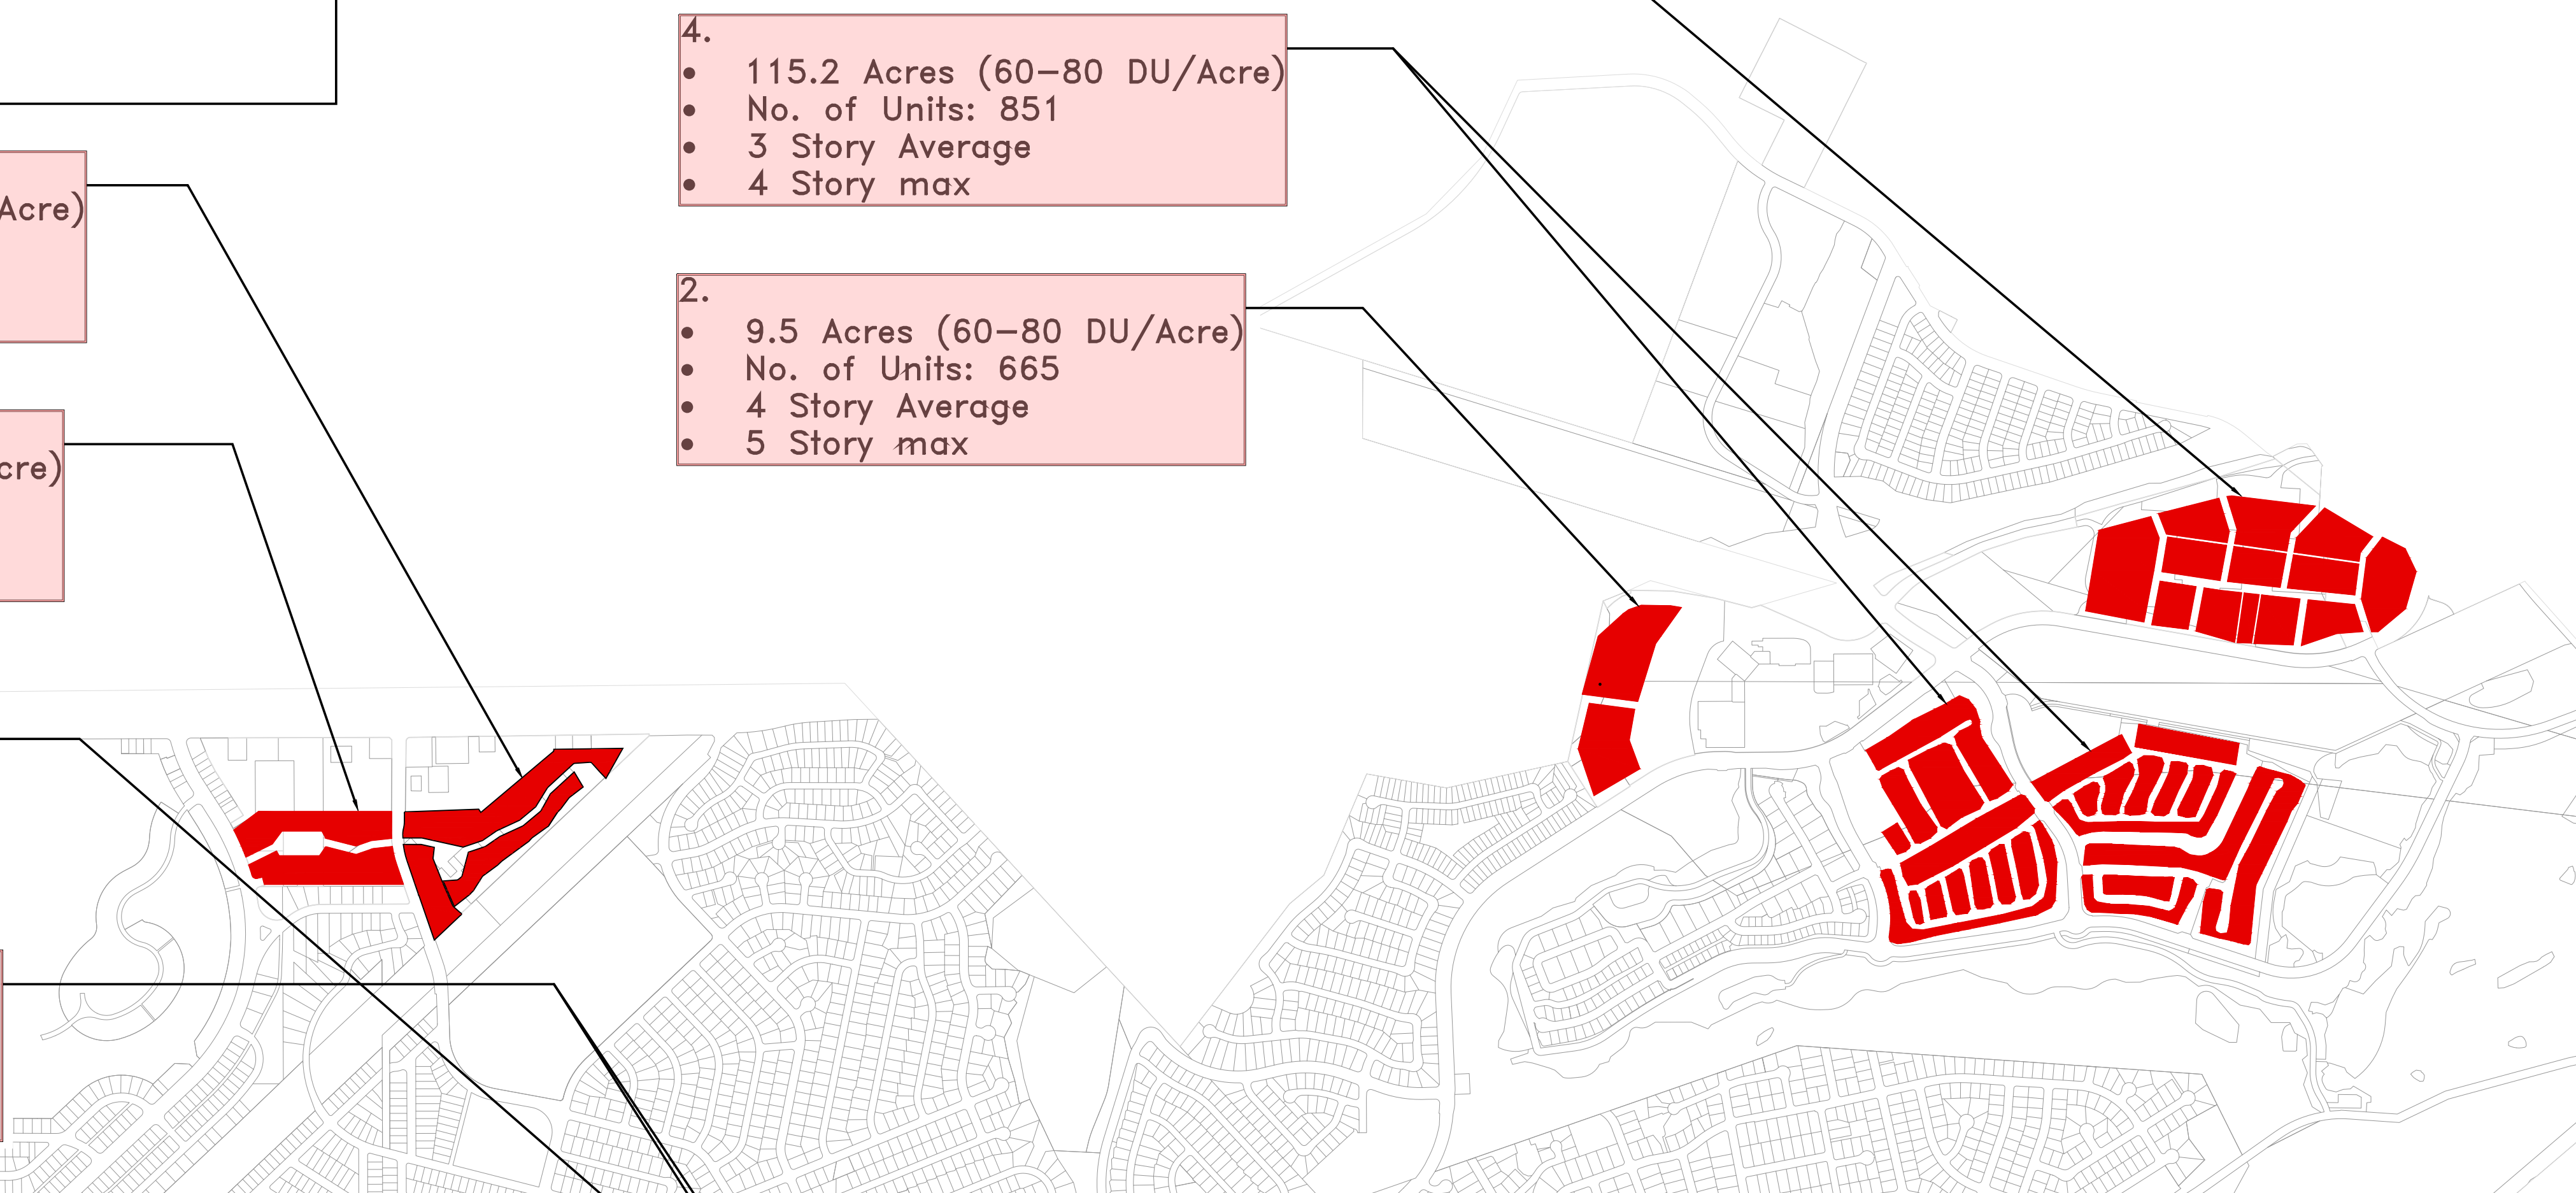 4.
• 115.2 Acres (60-80 DU/Acre)
• No. of Units: 851
• 3 Story Average
• 4 Story max
Acre)
2.
• 9.5 Acres (60-80 DU/Acre)
• No. of Units: 665
• 4 Story Average
• 5 Story max
cre)